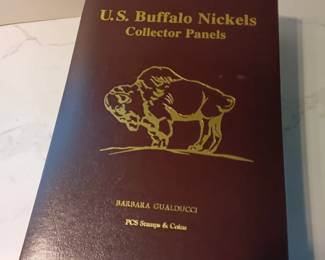 U.S. Buffalo Nickels
Collector Panels
BARBARA GUALDUCCI
PCS Stamps & Coins